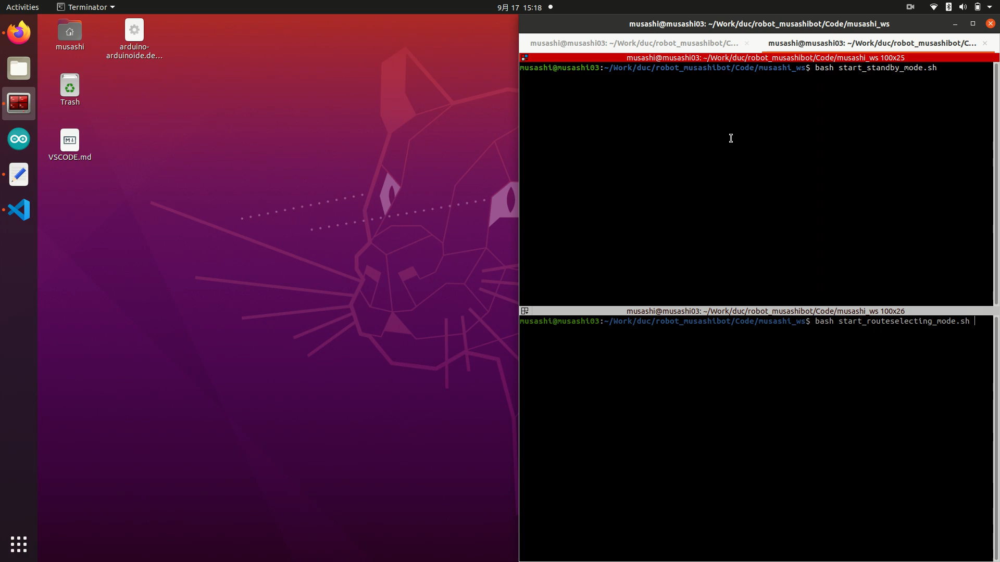 Activities
Terminator
9月 17 15:18
musashi
arduino-
arduinoide.de...
Trash
VSCODE.md
musashi@musashi03: ~/Work/duc/robot_musashibot/Code/musashi_ws
musashi@musashi03: ~/Work/duc/robot_musashibot/C...
musashi@musashi03: ~/Work/duc/robot_musashibot/C...
musashi@musashi03: ~/Work/duc/robot_musashibot/Code/musashi_ws 100x25
musashi@musashi03:~/Work/duc/robot_musashibot/Code/musashi_ws$ bash start_standby_mode.sh
musashi@musashi03: ~/Work/duc/robot_musashibot/Code/musashi_ws 100x26
musashi@musashi03:~/Work/duc/robot_musashibot/Code/musashi_ws$ bash start_routeselecting_mode.sh